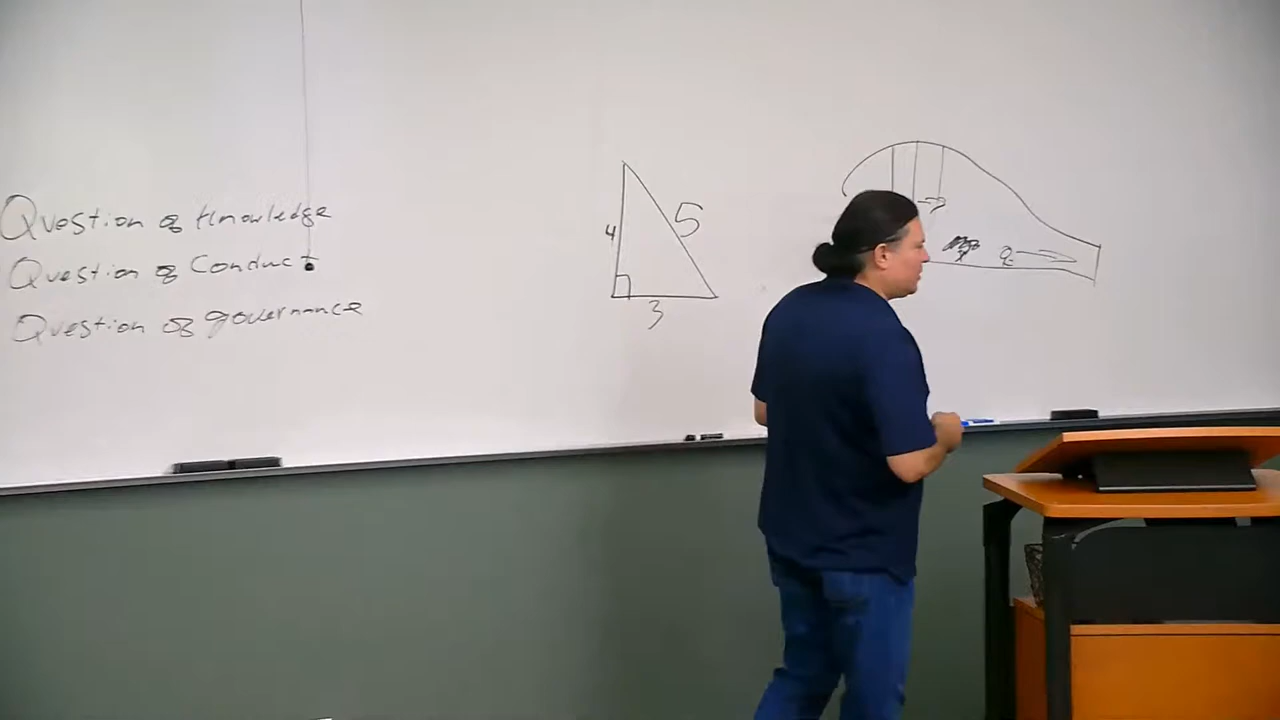 Question of Knowledge
Question of Conduct
Question of governance
4
5
3